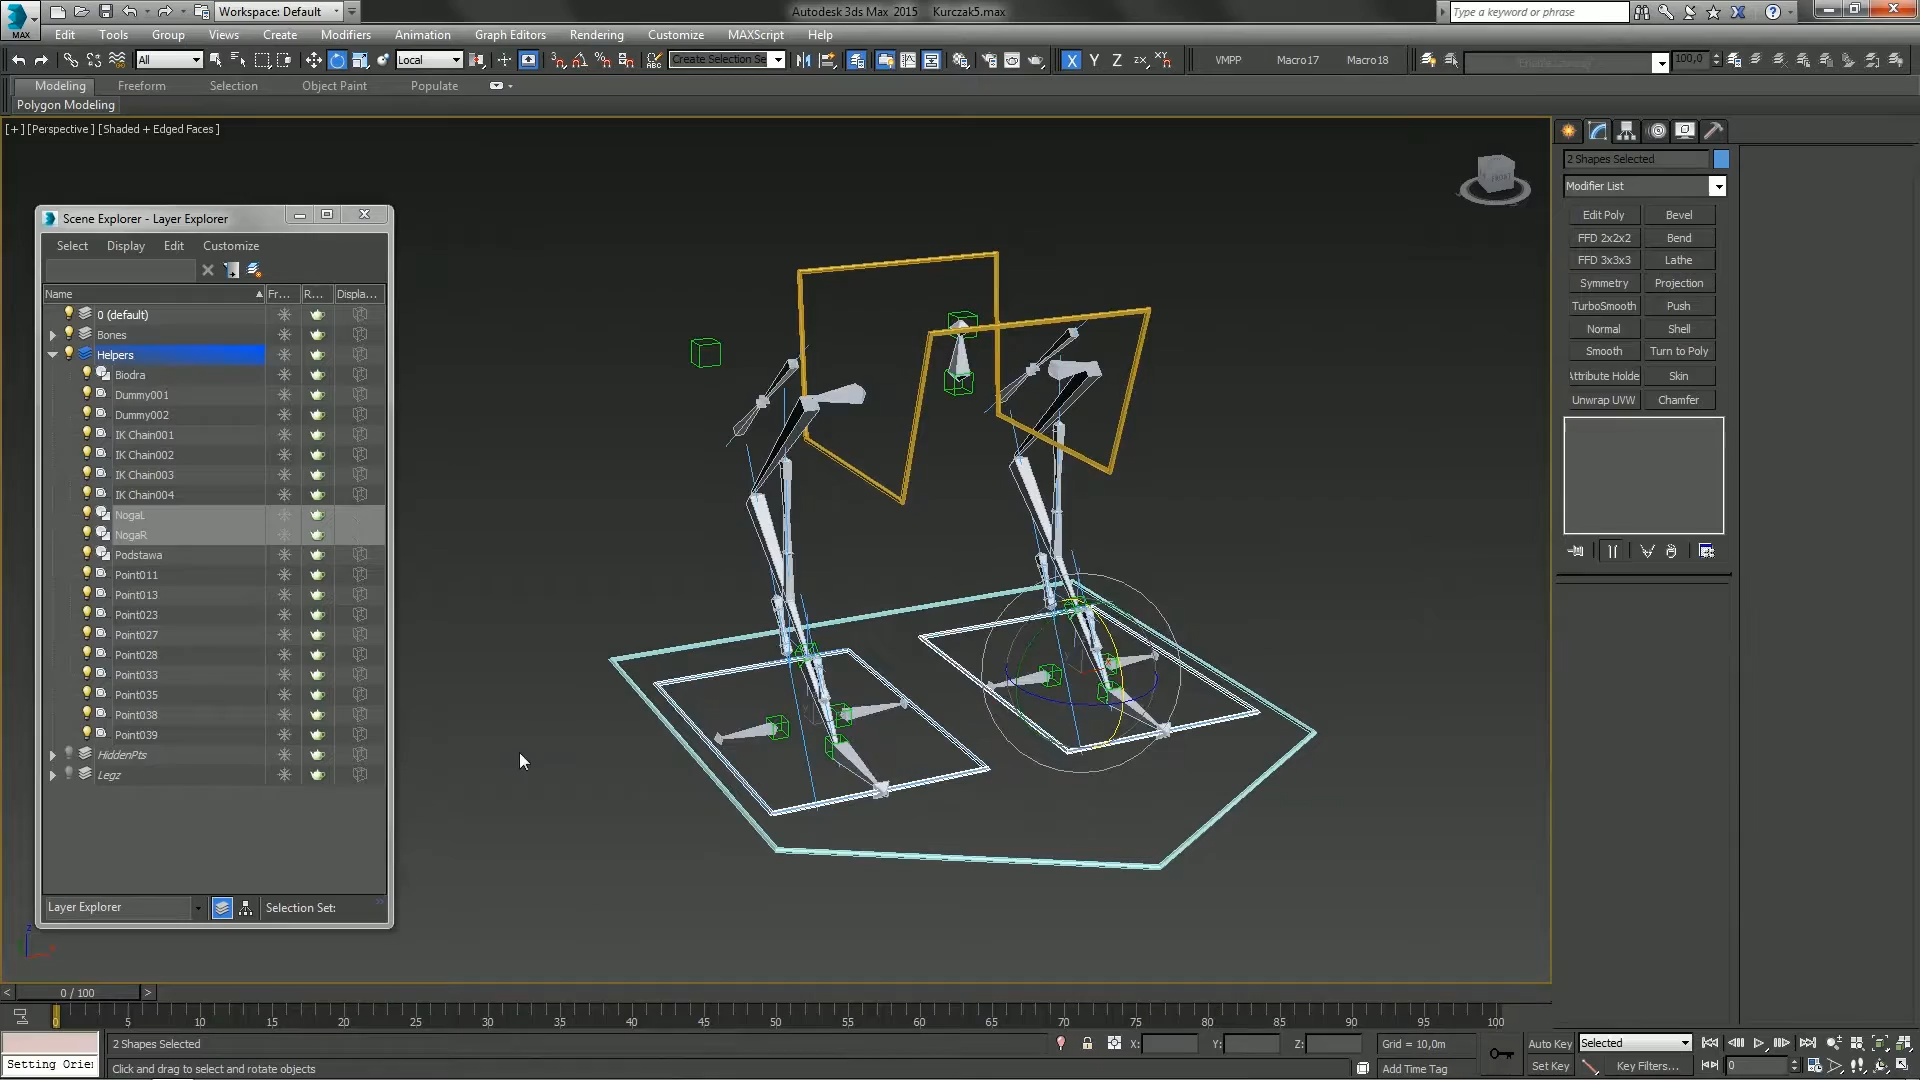 Workspace: Default
Autodesk 3ds Max 2015 Kurczak5.max
Type a keyword or phrase
MAX
Edit Tools Group Views Create Modifiers Animation Graph Editors Rendering Customize MAXScript Help
All
Local
Create Selection Se
X Y Z
VMPP Macro17 Macro18
100,0
Modeling Freeform Selection Object Paint Populate
Polygon Modeling
[+] [Perspective] [Shaded + Edged Faces]
Scene Explorer - Layer Explorer
Select Display Edit Customize
Name Fr... R... Displa...
0 (default)
Bones
Helpers
Biodra
Dummy001
Dummy002
IK Chain001
IK Chain002
IK Chain003
IK Chain004
NogaL
NogaR
Podstawa
Point011
Point013
Point023
Point027
Point028
Point033
Point035
Point038
Point039
HiddenPts
Legz
Layer Explorer
Selection Set:
2 Shapes Selected
Modifier List
Edit Poly Bevel
FFD 2x2x2 Bend
FFD 3x3x3 Lathe
Symmetry Projection
TurboSmooth Push
Normal Shell
Smooth Turn to Poly
Attribute Holde Skin
Unwrap UVW Chamfer
0 / 100
0 5 10 15 20 25 30 35 40 45 50 55 60 65 70 75 80 85 90 95 100
2 Shapes Selected
X: Y: Z:
Grid = 10,0m
Auto Key
Selected
Setting Orie
Click and drag to select and rotate objects
Add Time Tag
Set Key
Key Filters...
0